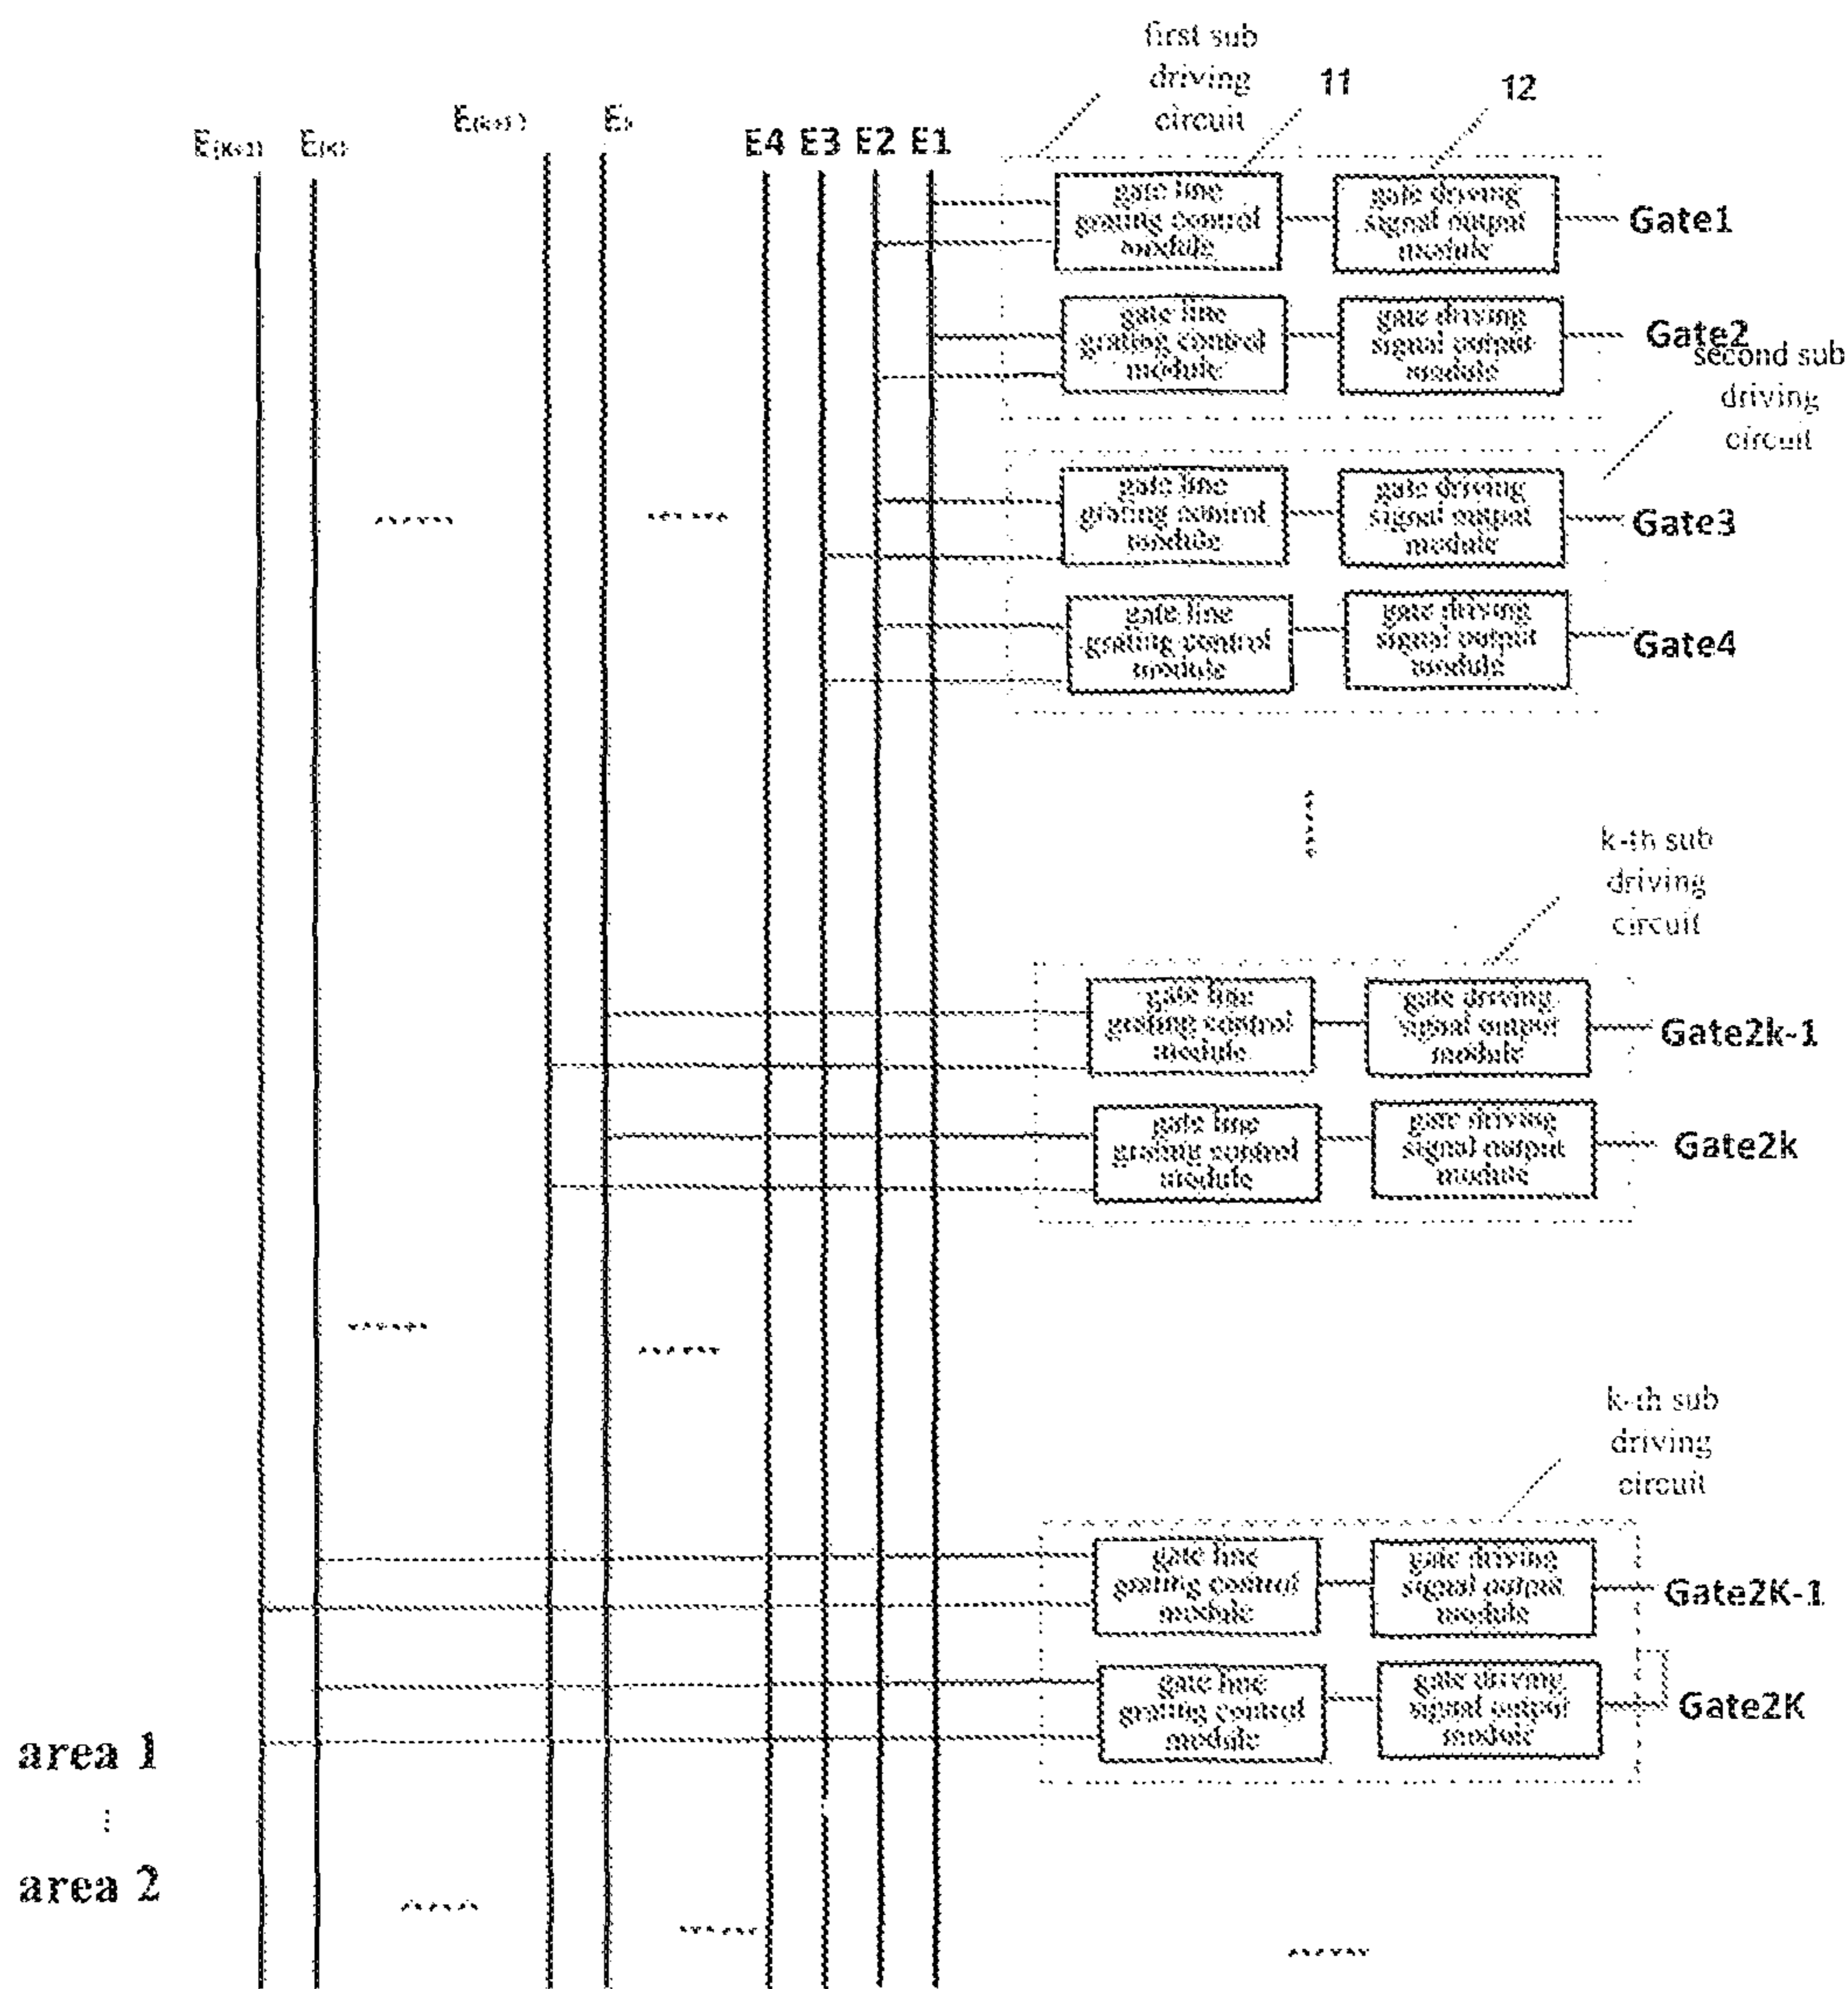 first sub
driving
circuit
11
12
E4 E3 E2 E1
gate line
grating control
module
gate driving
signal output
module
Gate1
gate line
grating control
module
gate driving
signal output
module
Gate2
second sub
driving
circuit
gate line
grating control
module
gate driving
signal output
module
Gate3
gate line
grating control
module
gate driving
signal output
module
Gate4
k-th sub
driving
circuit
gate line
grating control
module
gate driving
signal output
module
Gate2k-1
gate line
grating control
module
gate driving
signal output
module
Gate2k
k-th sub
driving
circuit
gate line
grating control
module
gate driving
signal output
module
Gate2K-1
gate line
grating control
module
gate driving
signal output
module
Gate2K
area 1
area 2